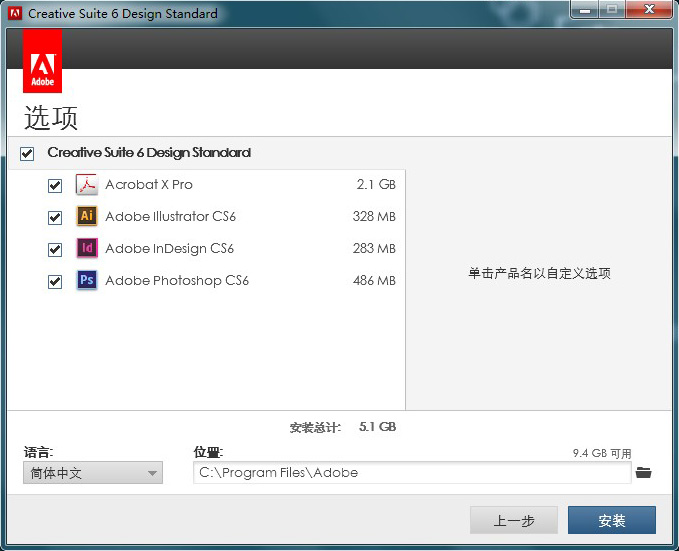 Creative Suite 6 Design Standard
Adobe
选项
Creative Suite 6 Design Standard
Acrobat X Pro 2.1 GB
Ai Adobe Illustrator CS6 328 MB
Id Adobe InDesign CS6 283 MB
Ps Adobe Photoshop CS6 486 MB
单击产品名以自定义选项
安装总计: 5.1 GB
语言: 位置: 9.4 GB 可用
简体中文 C:\Program Files\Adobe
上一步 安装